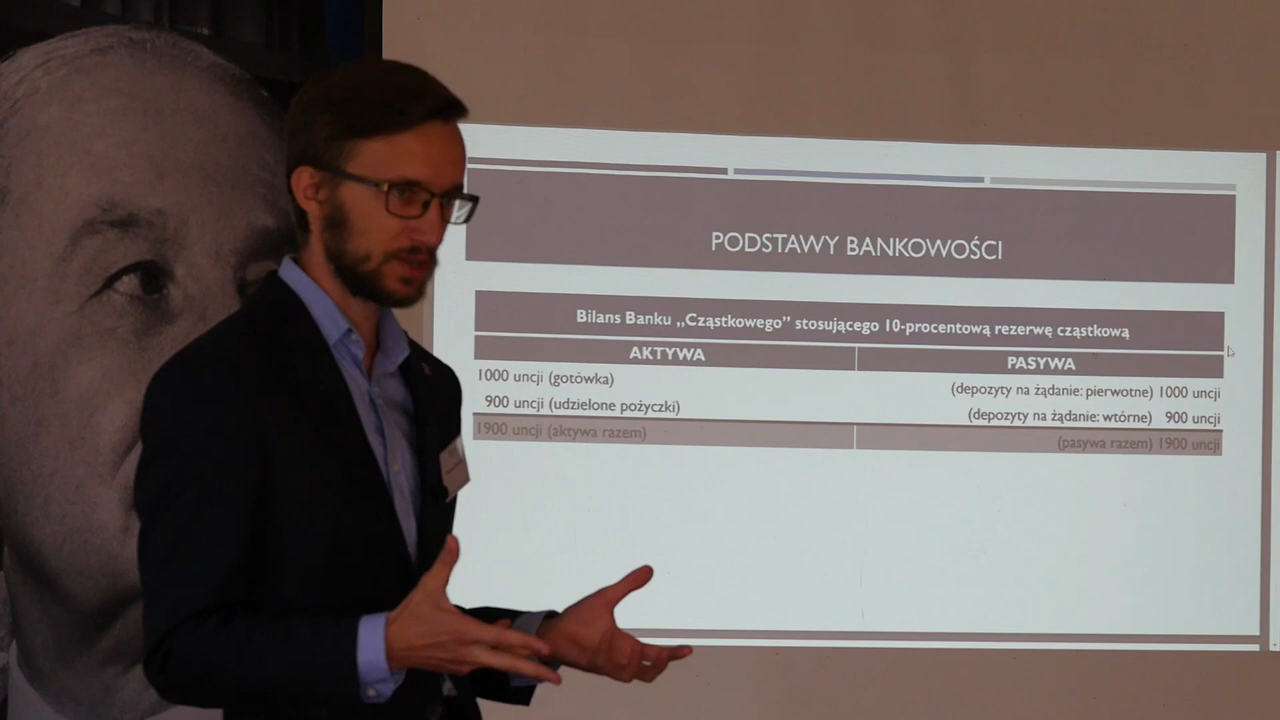 PODSTAWY BANKOWOŚCI
Bilans Banku „Cząstkowego” stosującego 10-procentową rezerwę cząstkową
AKTYWA PASYWA
1000 uncji (gotówka) (depozyty na żądanie: pierwotne) 1000 uncji
900 uncji (udzielone pożyczki) (depozyty na żądanie: wtórne) 900 uncji
1900 uncji (aktywa razem) (pasywa razem) 1900 uncji